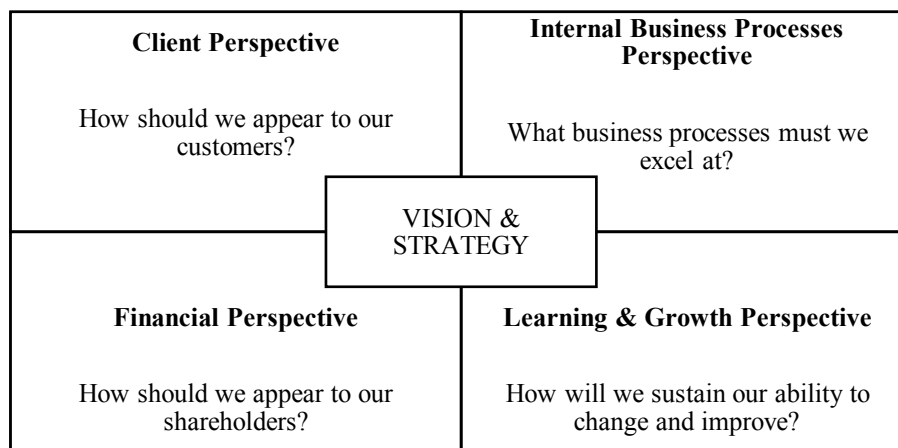 Client Perspective
How should we appear to our
customers?
Internal Business Processes
Perspective
What business processes must we
excel at?
VISION &
STRATEGY
Financial Perspective
How should we appear to our
shareholders?
Learning & Growth Perspective
How will we sustain our ability to
change and improve?